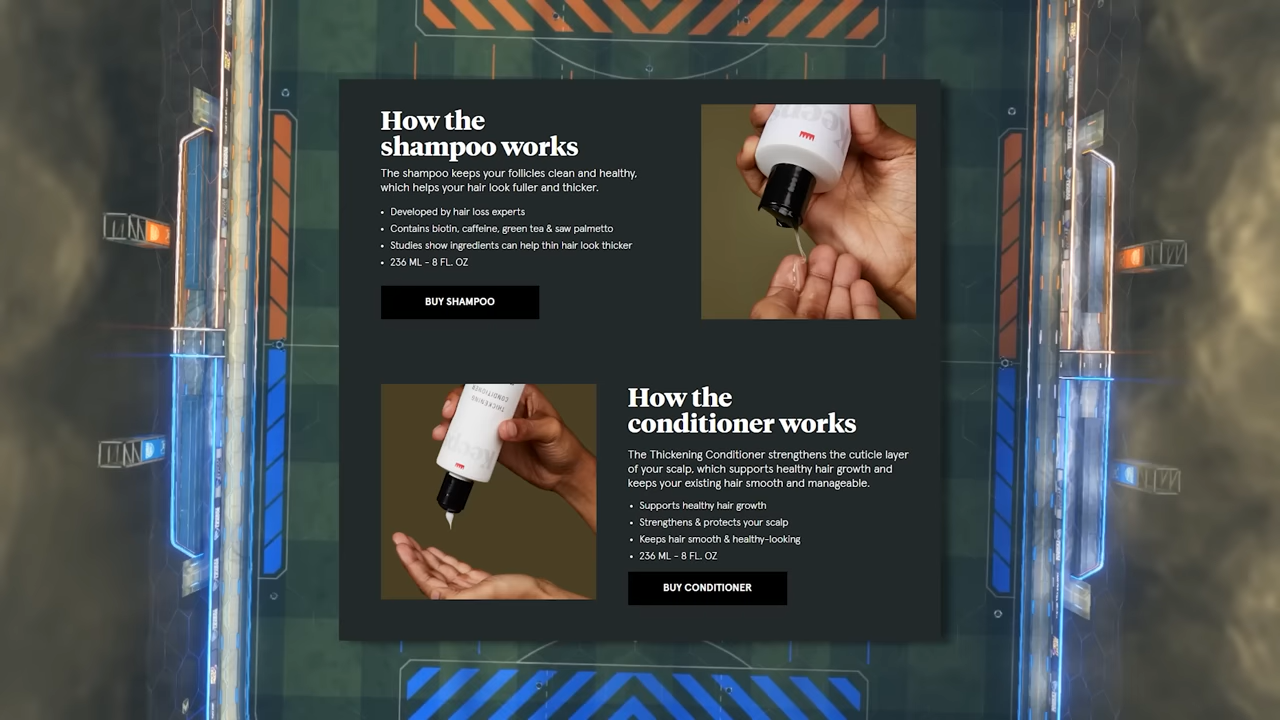 How the
shampoo works
The shampoo keeps your follicles clean and healthy,
which helps your hair look fuller and thicker.
• Developed by hair loss experts
• Contains biotin, caffeine, green tea & saw palmetto
• Studies show ingredients can help thin hair look thicker
• 236 ML - 8 FL. OZ
BUY SHAMPOO
THICKENING
CONDITIONER
How the
conditioner works
The Thickening Conditioner strengthens the cuticle layer
of your scalp, which supports healthy hair growth and
keeps your existing hair smooth and manageable.
• Supports healthy hair growth
• Strengthens & protects your scalp
• Keeps hair smooth & healthy-looking
• 236 ML - 8 FL. OZ
BUY CONDITIONER